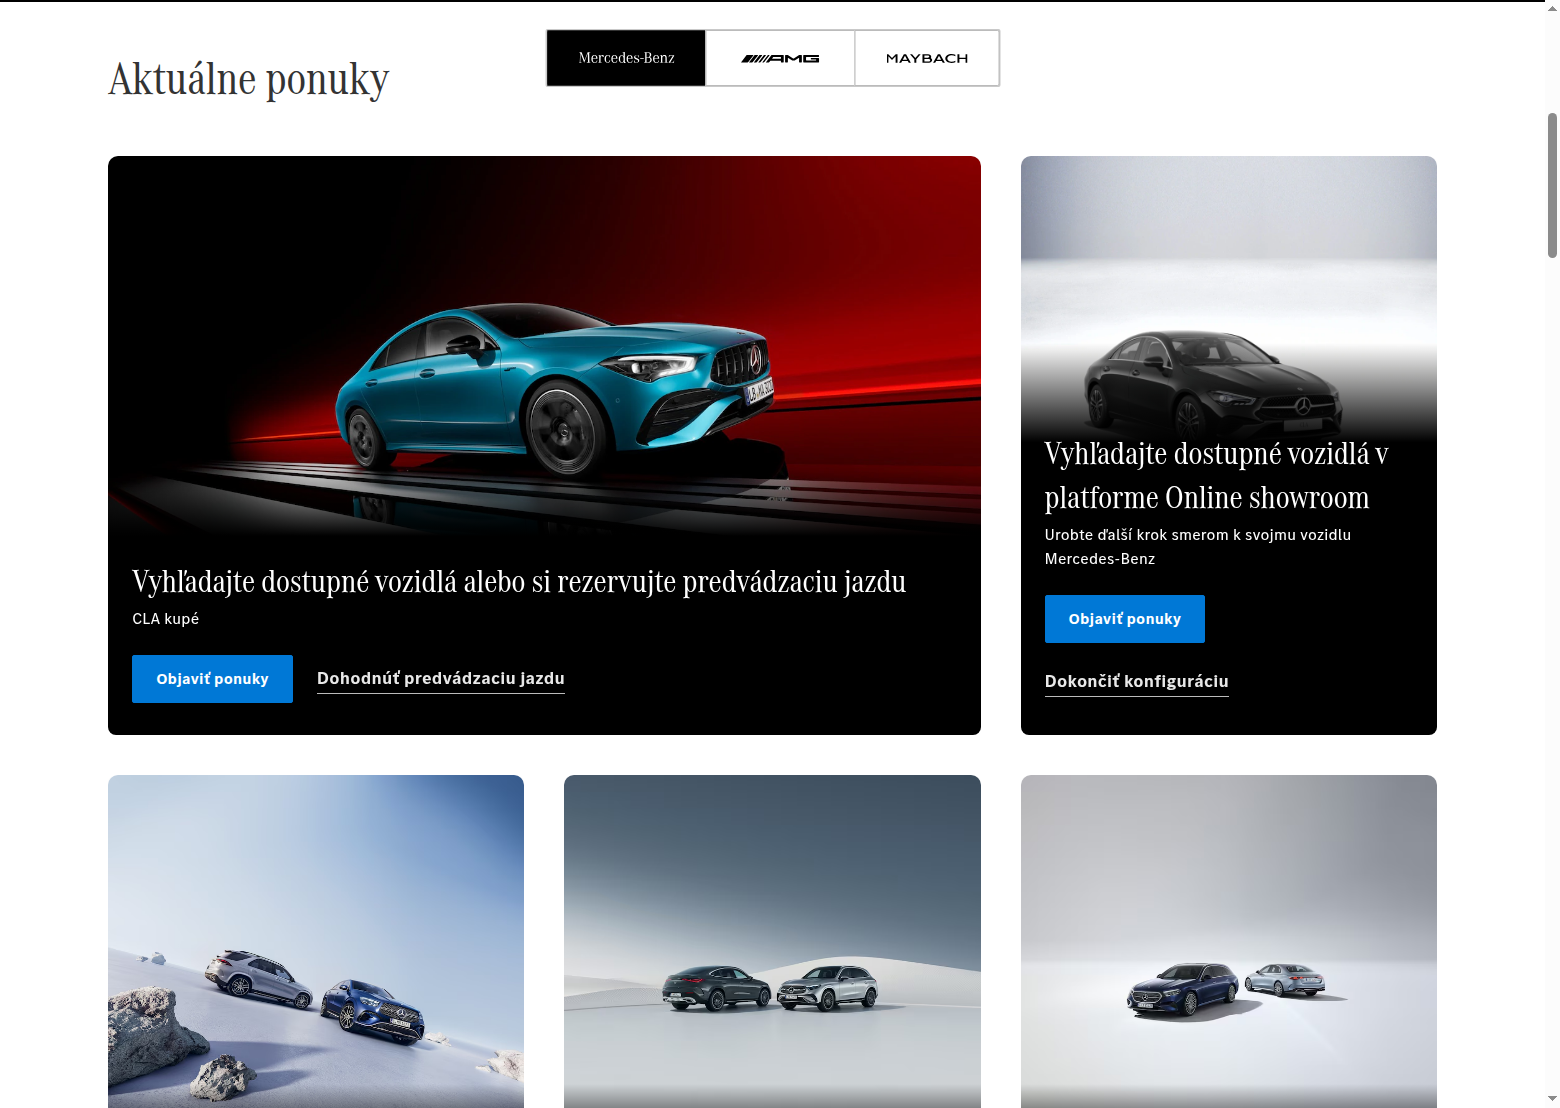 Aktuálne ponuky
Mercedes-Benz
AMG
MAYBACH
Vyhľadajte dostupné vozidlá alebo si rezervujte predvádzaciu jazdu
CLA kupé
Objaviť ponuky
Dohodnúť predvádzaciu jazdu
Vyhľadajte dostupné vozidlá v
platforme Online showroom
Urobte ďalší krok smerom k svojmu vozidlu
Mercedes-Benz
Objaviť ponuky
Dokončiť konfiguráciu